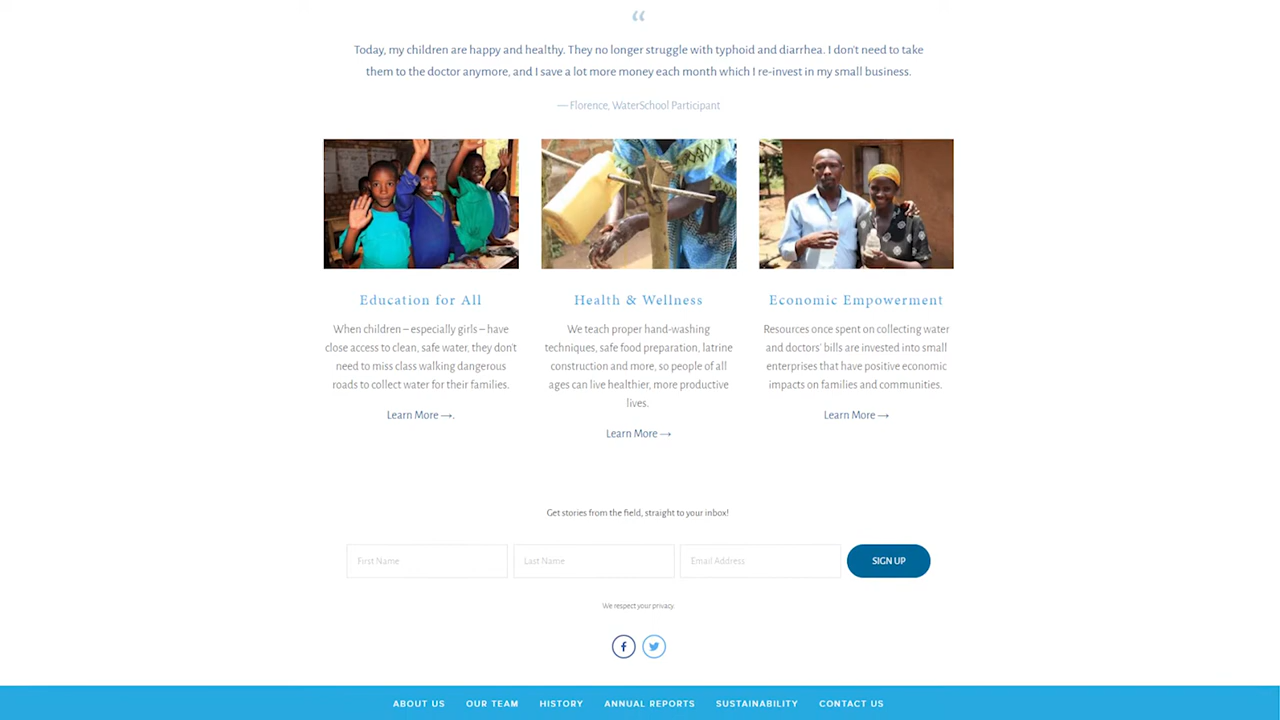 “
Today, my children are happy and healthy. They no longer struggle with typhoid and diarrhea. I don't need to take
them to the doctor anymore, and I save a lot more money each month which I re-invest in my small business.
— Florence, WaterSchool Participant
Education for All
When children – especially girls – have
close access to clean, safe water, they don't
need to miss class walking dangerous
roads to collect water for their families.
Learn More →.
Health & Wellness
We teach proper hand-washing
techniques, safe food preparation, latrine
construction and more, so people of all
ages can live healthier, more productive
lives.
Learn More →
Economic Empowerment
Resources once spent on collecting water
and doctors' bills are invested into small
enterprises that have positive economic
impacts on families and communities.
Learn More →
Get stories from the field, straight to your inbox!
First Name
Last Name
Email Address
SIGN UP
We respect your privacy.
ABOUT US
OUR TEAM
HISTORY
ANNUAL REPORTS
SUSTAINABILITY
CONTACT US